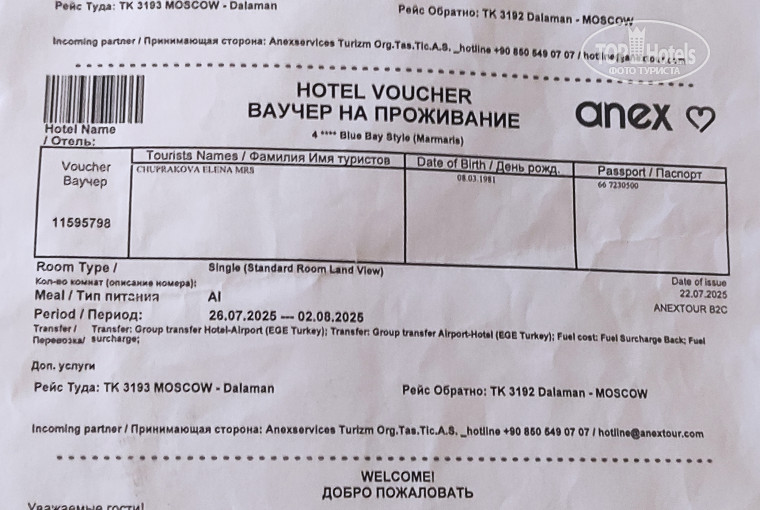 Рейс Туда: TK 3193 MOSCOW - Dalaman
Рейс Обратно: TK 3192 Dalaman - MOSCOW
Incoming partner / Принимающая сторона: Anexservices Turizm Org.Tas.Tic.A.S. _hotline +90 850 549 07 07 /
TOP Hotels
ФОТО ТУРИСТА
HOTEL VOUCHER
ВАУЧЕР НА ПРОЖИВАНИЕ
anex
Hotel Name
/ Отель:
4 **** Blue Bay Style (Marmaris)
Voucher
Ваучер
Tourists Names / Фамилия Имя туристов
Date of Birth / День рожд.
Passport / Паспорт
CHUPRAKOVA ELENA MRS
08.03.1981
66 7230500
11595798
Room Type /
Single (Standard Room Land View)
Кол-во комнат (описание номера):
Date of issue
22.07.2025
Meal / Тип питания
AI
ANEXTOUR B2C
Period / Период:
26.07.2025 --- 02.08.2025
Transfer / Transfer: Group transfer Hotel-Airport (EGE Turkey); Transfer: Group transfer Airport-Hotel (EGE Turkey); Fuel cost: Fuel Surcharge Back; Fuel
Перевозка/ surcharge;
Доп. услуги
Рейс Туда: TK 3193 MOSCOW - Dalaman
Рейс Обратно: TK 3192 Dalaman - MOSCOW
Incoming partner / Принимающая сторона: Anexservices Turizm Org.Tas.Tic.A.S. _hotline +90 850 549 07 07 / hotline@anextour.com
WELCOME!
ДОБРО ПОЖАЛОВАТЬ
Уважаемые гости!